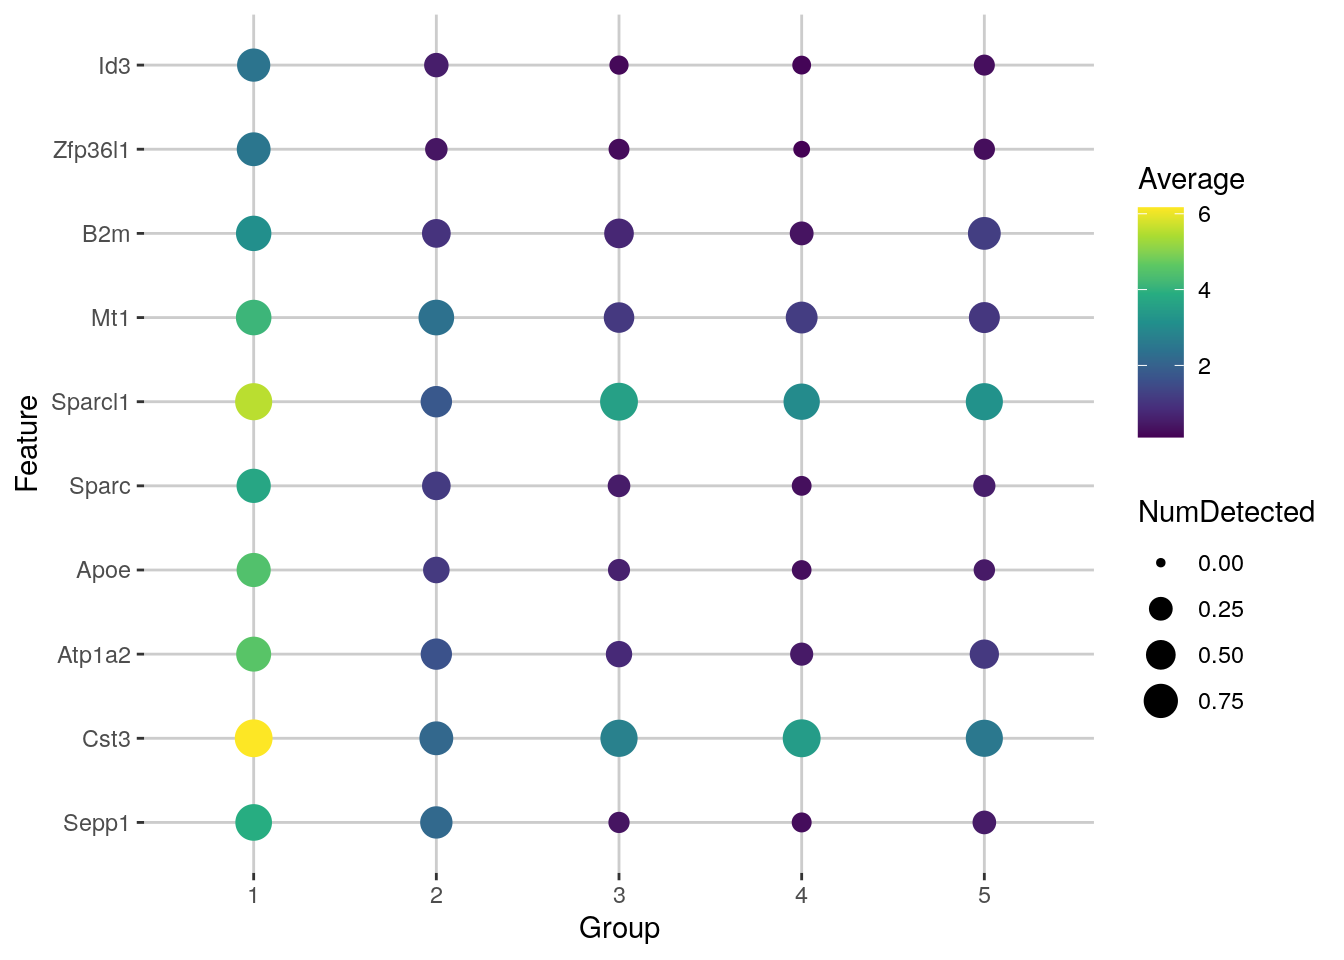 Feature
Id3
Zfp36l1
B2m
Mt1
Sparcl1
Sparc
Apoe
Atp1a2
Cst3
Sepp1
1 2 3 4 5
Group
Average
6
4
2
NumDetected
0.00
0.25
0.50
0.75